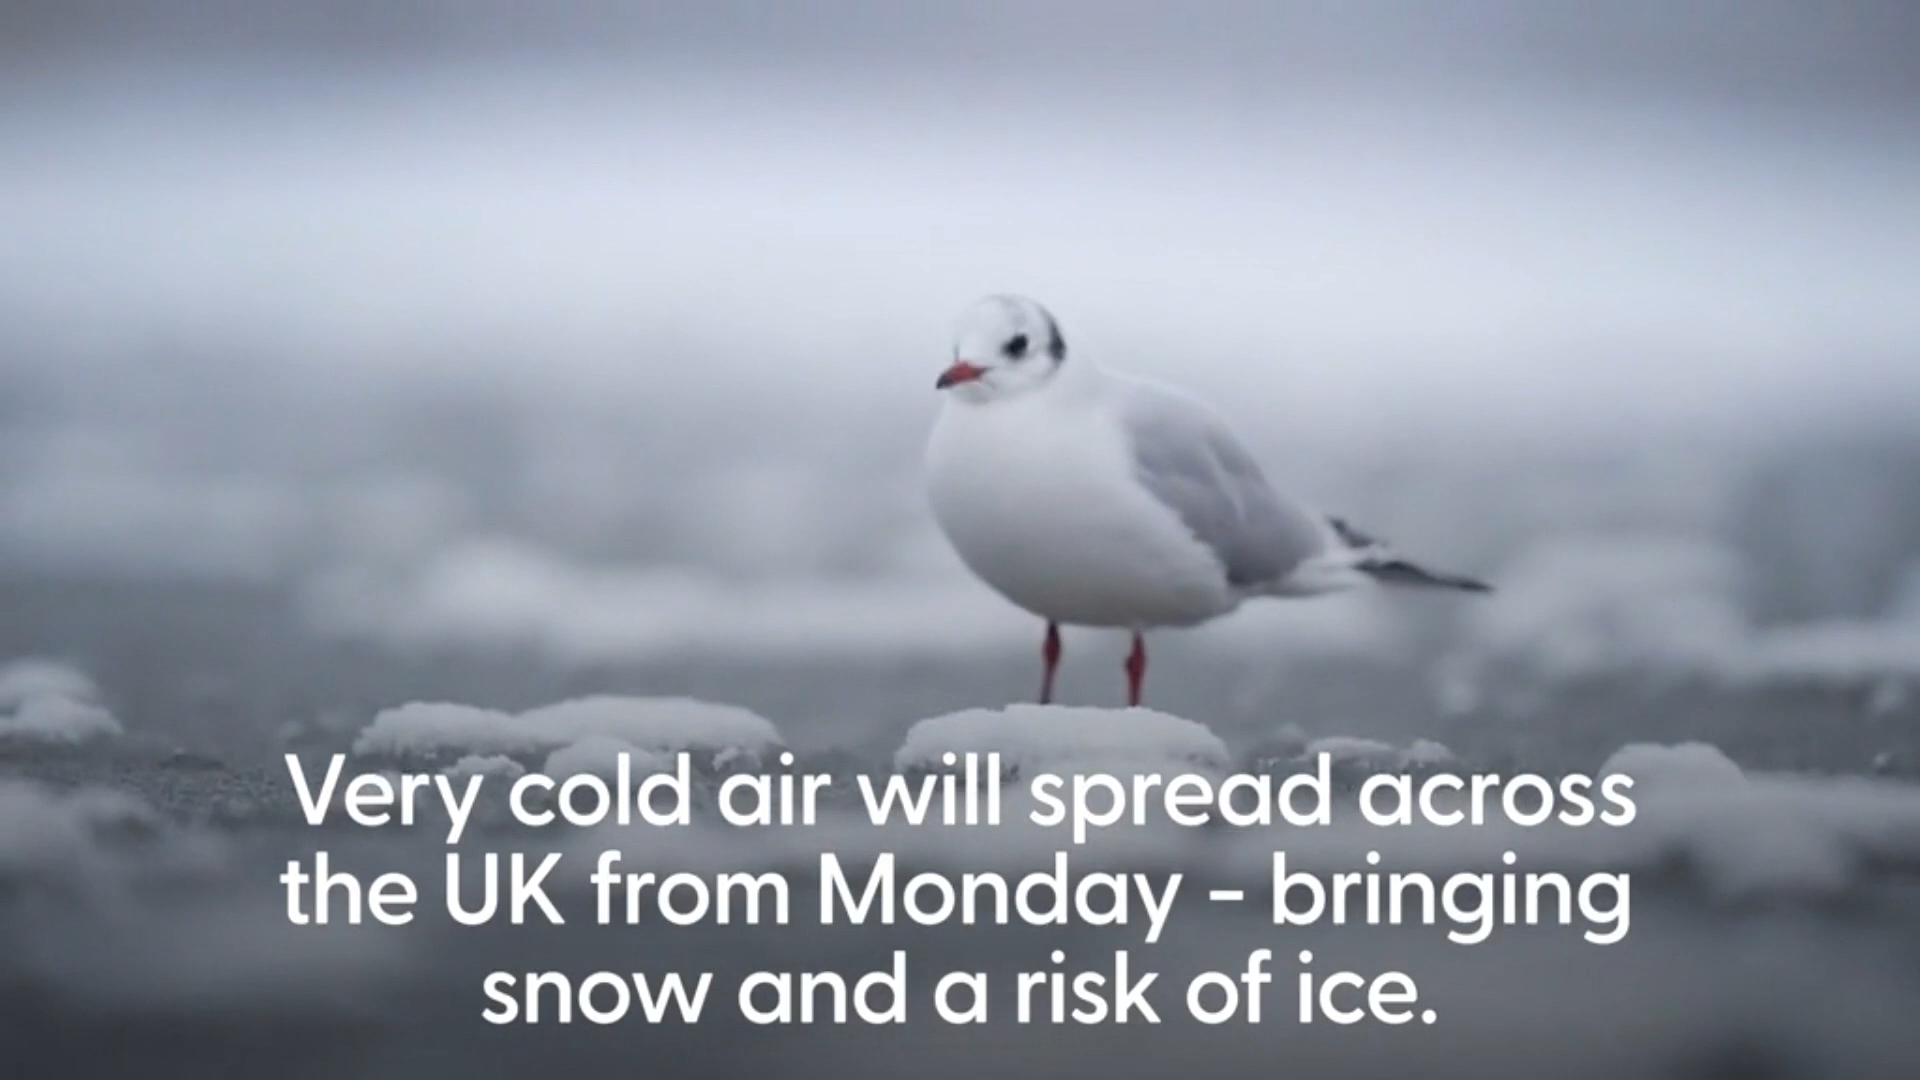 Very cold air will spread across
the UK from Monday - bringing
snow and a risk of ice.